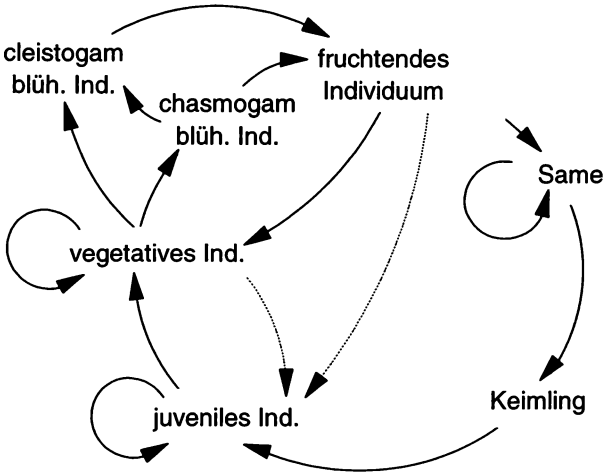 cleistogam
blüh. Ind.
chasmogam
blüh. Ind.
fruchtendes
Individuum
Same
vegetatives Ind.
Keimling
juveniles Ind.